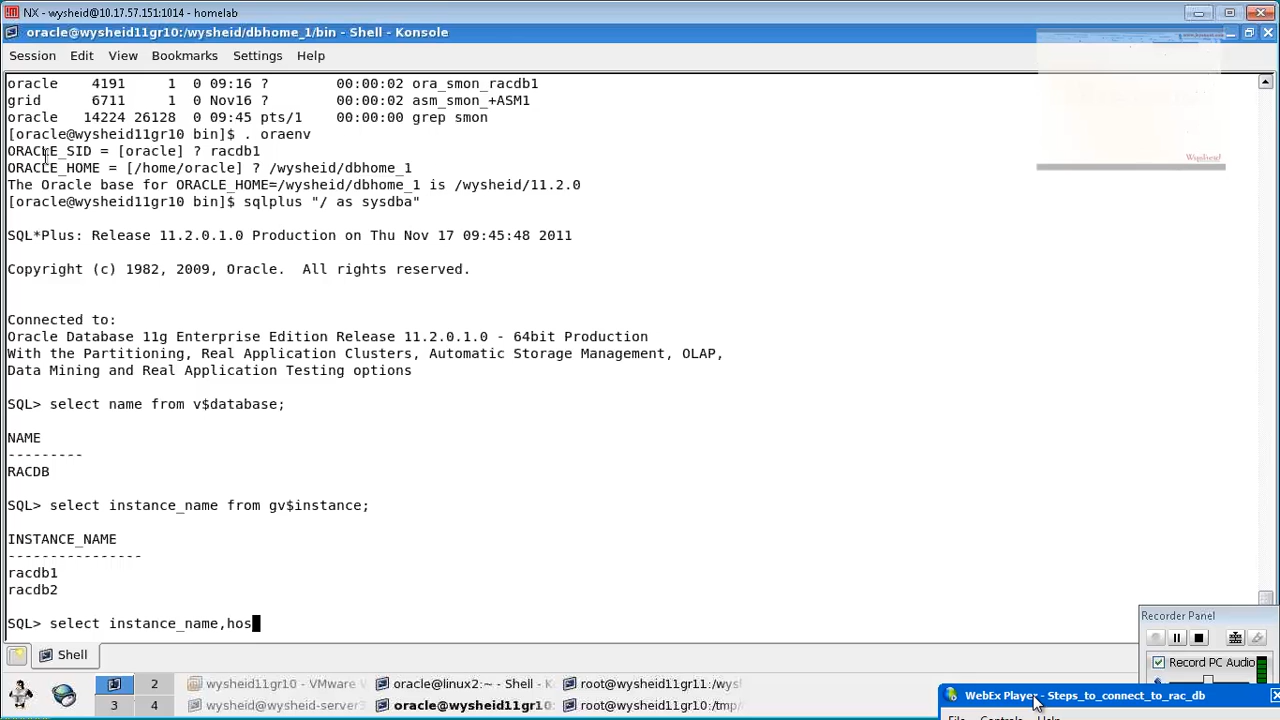 NX - wysheid@10.17.57.151:1014 - homelab
oracle@wysheid11gr10:/wysheid/dbhome_1/bin - Shell - Konsole
Session Edit View Bookmarks Settings Help
oracle    4191     1  0 09:16 ?        00:00:02 ora_smon_racdb1
grid      6711     1  0 Nov16 ?        00:00:02 asm_smon_+ASM1
oracle   14224 26128  0 09:45 pts/1    00:00:00 grep smon
[oracle@wysheid11gr10 bin]$ . oraenv
ORACLE_SID = [oracle] ? racdb1
ORACLE_HOME = [/home/oracle] ? /wysheid/dbhome_1
The Oracle base for ORACLE_HOME=/wysheid/dbhome_1 is /wysheid/11.2.0
[oracle@wysheid11gr10 bin]$ sqlplus "/ as sysdba"
SQL*Plus: Release 11.2.0.1.0 Production on Thu Nov 17 09:45:48 2011
Copyright (c) 1982, 2009, Oracle.  All rights reserved.
Connected to:
Oracle Database 11g Enterprise Edition Release 11.2.0.1.0 - 64bit Production
With the Partitioning, Real Application Clusters, Automatic Storage Management, OLAP,
Data Mining and Real Application Testing options
SQL> select name from v$database;
NAME
---------
RACDB
SQL> select instance_name from gv$instance;
INSTANCE_NAME
----------------
racdb1
racdb2
SQL> select instance_name,hos
Recorder Panel
Record PC Audio
Shell
wysheid11gr10 - VMware
oracle@linux2:~ - Shell - K
root@wysheid11gr11:/wys
2
3
4
wysheid@wysheid-server3
oracle@wysheid11gr10:
root@wysheid11gr10:/tmp/
WebEx Player - Steps_to_connect_to_rac_db
File Controls Help